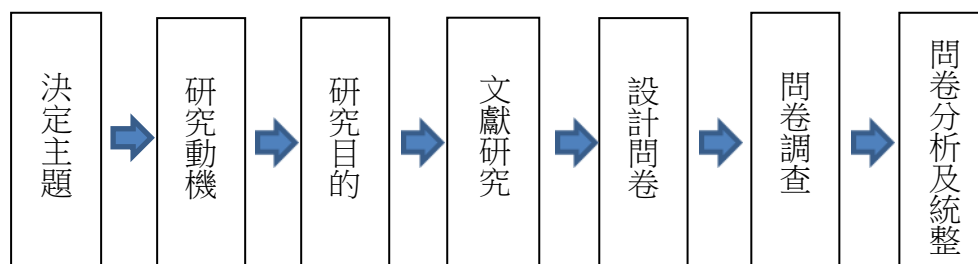 決定主題
研究動機
研究目的
文獻研究
設計問卷
問卷調查
問卷分析及統整